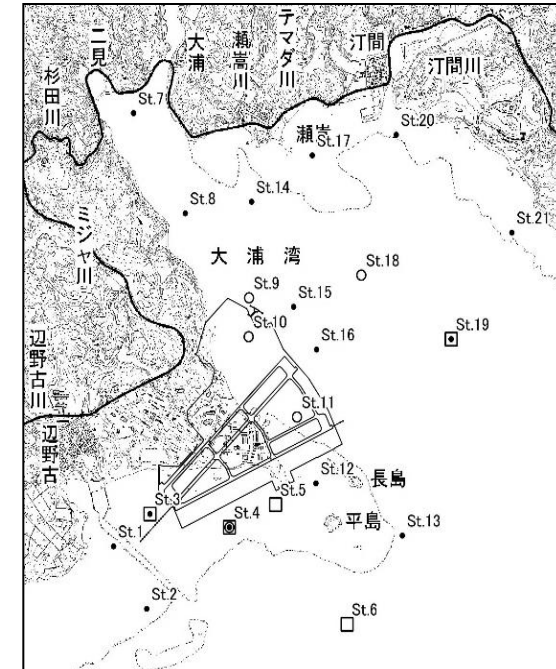 二見
杉田川
大浦
瀬嵩川
テマダ川
汀間
汀間川
St.7
瀬嵩
St.17
St.20
St.14
St.8
St.21
ミジャ川
大浦湾
St.18
St.9
St.15
St.10
St.16
St.19
辺野古川
辺野古
St.11
St.12
長島
St.5
St.3
St.4
平島
St.13
St.1
St.2
St.6